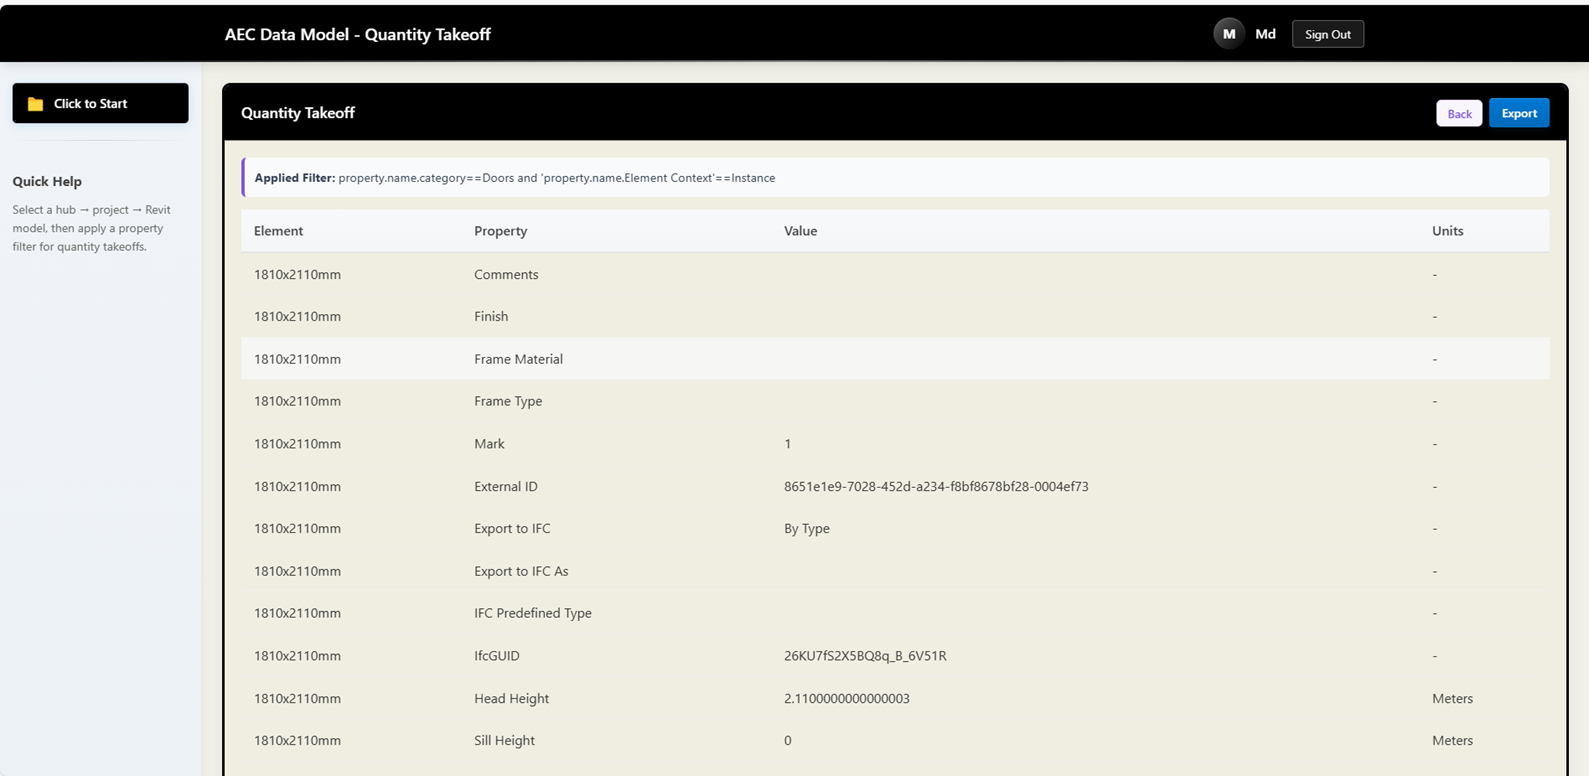 AEC Data Model - Quantity Takeoff
M Md Sign Out
Click to Start
Quick Help
Select a hub → project → Revit
model, then apply a property
filter for quantity takeoffs.
Quantity Takeoff
Back Export
Applied Filter: property.name.category==Doors and 'property.name.Element Context'==Instance
Element Property Value Units
1810x2110mm Comments -
1810x2110mm Finish -
1810x2110mm Frame Material -
1810x2110mm Frame Type -
1810x2110mm Mark 1 -
1810x2110mm External ID 8651e1e9-7028-452d-a234-f8bf8678bf28-0004ef73 -
1810x2110mm Export to IFC By Type -
1810x2110mm Export to IFC As -
1810x2110mm IFC Predefined Type -
1810x2110mm IfcGUID 26KU7fS2X5BQ8q_B_6V51R -
1810x2110mm Head Height 2.1100000000000003 Meters
1810x2110mm Sill Height 0 Meters